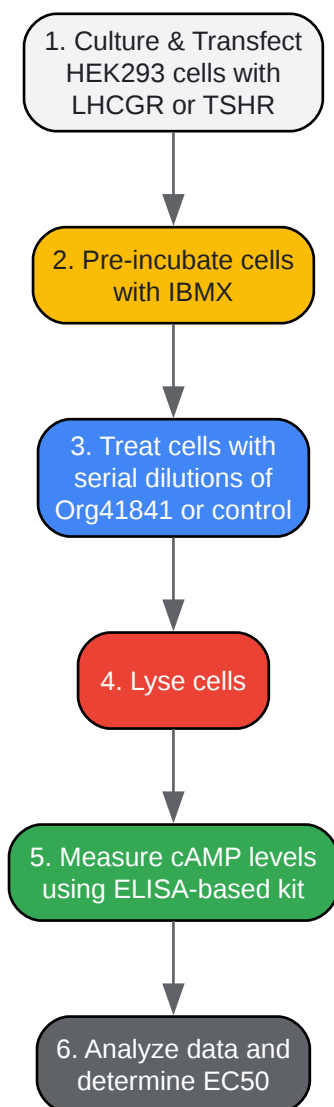 1. Culture & Transfect
HEK293 cells with
LHCGR or TSHR
2. Pre-incubate cells
with IBMX
3. Treat cells with
serial dilutions of
Org41841 or control
4. Lyse cells
5. Measure cAMP levels
using ELISA-based kit
6. Analyze data and
determine EC50